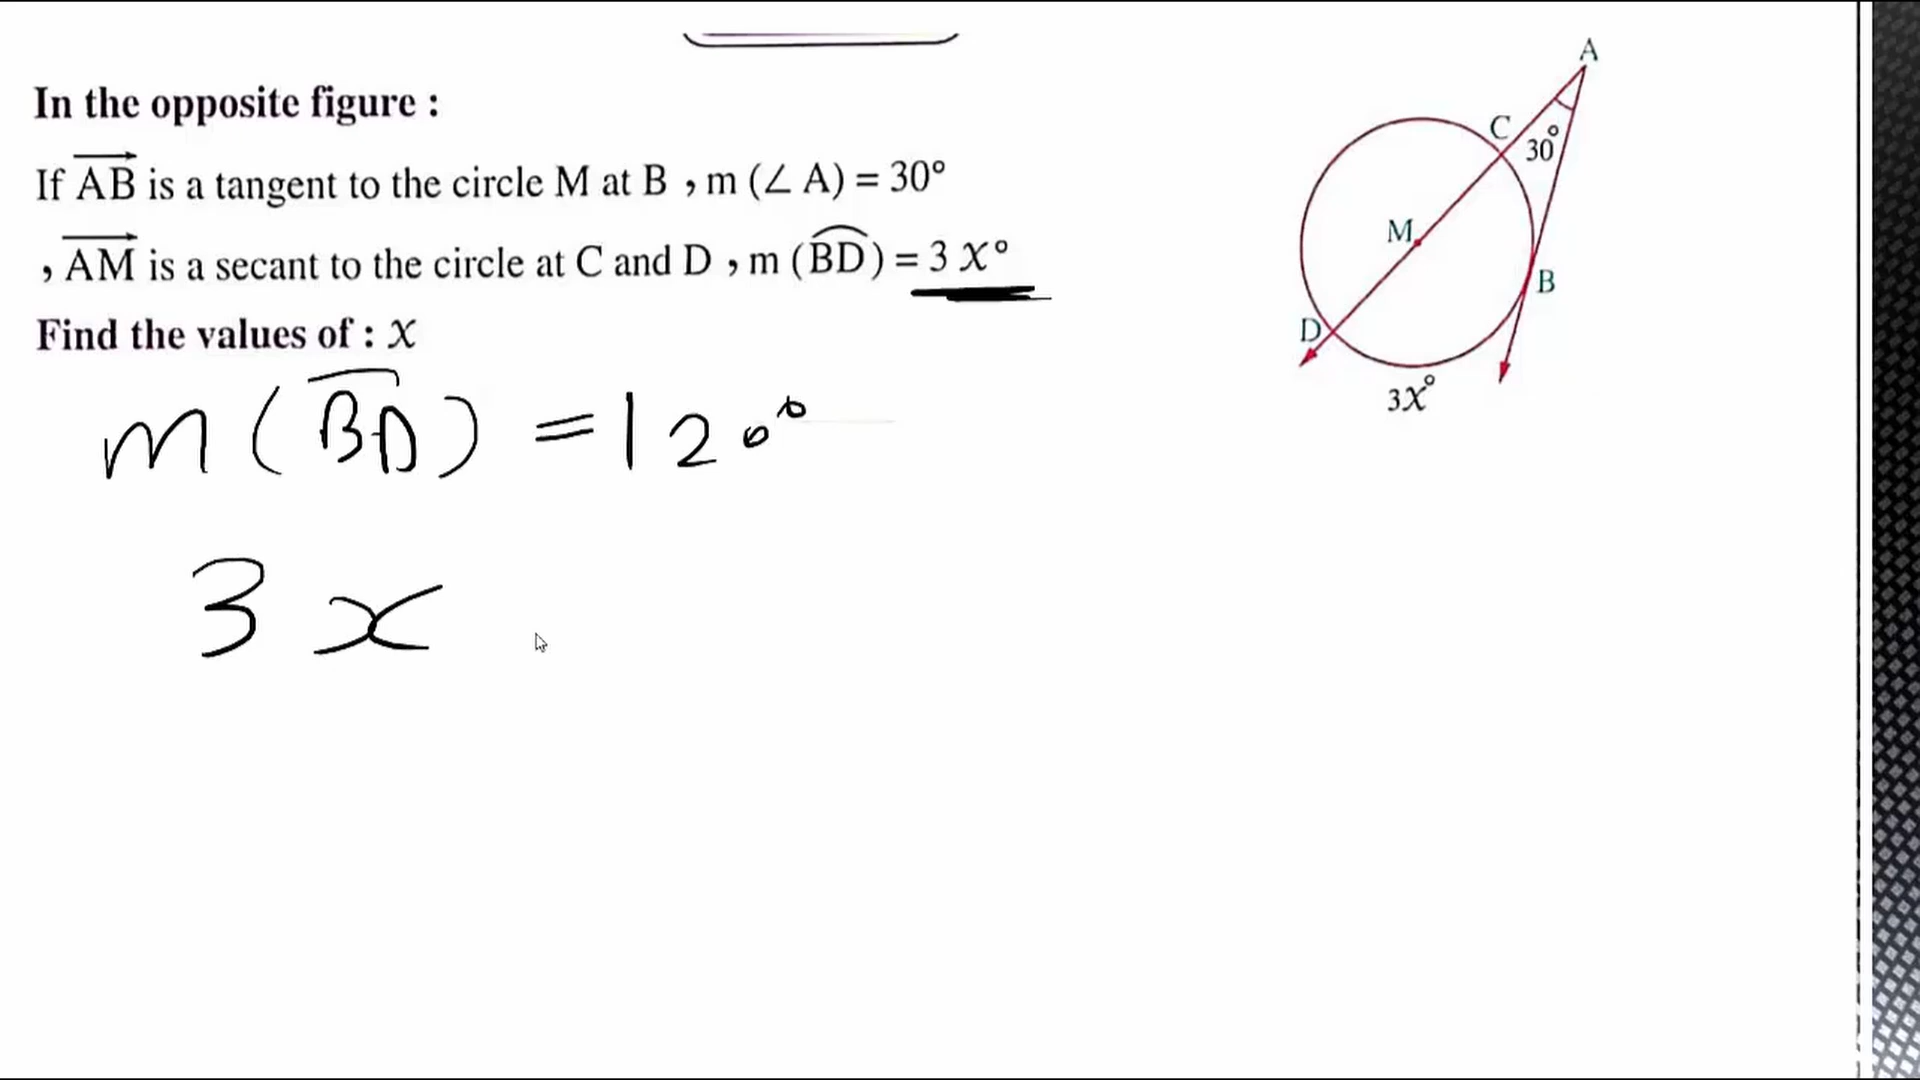 In the opposite figure :
If AB is a tangent to the circle M at B , m (∠ A) = 30°
, AM is a secant to the circle at C and D , m (BD) = 3 X°
Find the values of : X
m (BD) = 120°
3 x
A
C
30°
M
B
D
3X°